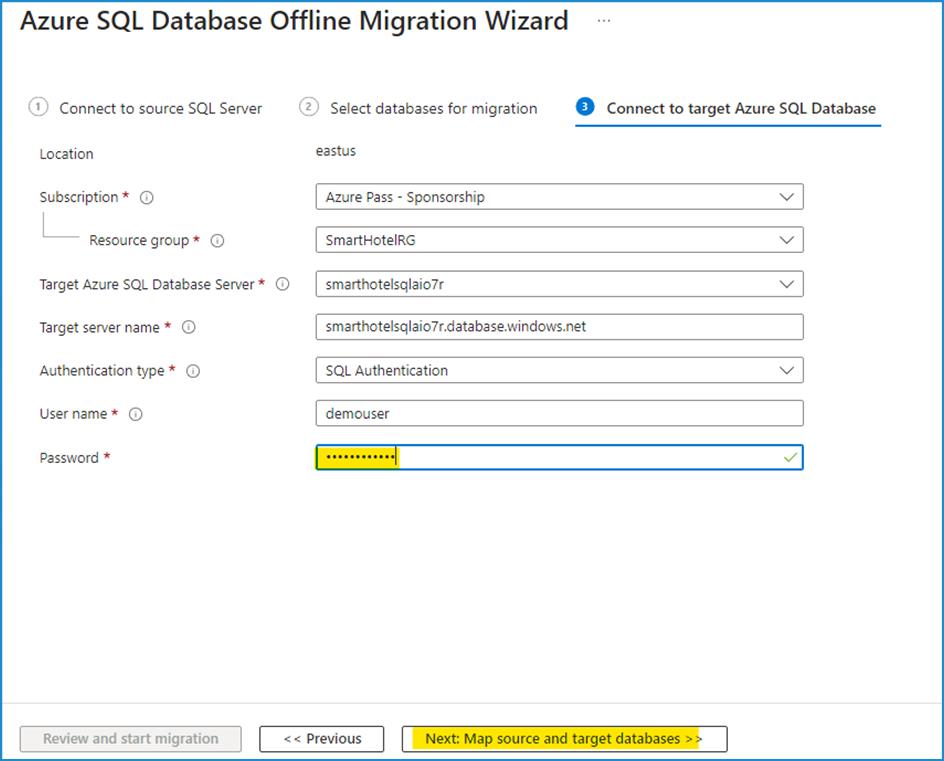 Azure SQL Database Offline Migration Wizard ...
1 Connect to source SQL Server 2 Select databases for migration 3 Connect to target Azure SQL Database
Location eastus
Subscription * Azure Pass - Sponsorship
Resource group * SmartHotelRG
Target Azure SQL Database Server * smarthotelsqlaio7r
Target server name * smarthotelsqlaio7r.database.windows.net
Authentication type * SQL Authentication
User name * demouser
Password * ••••••••••••
Review and start migration << Previous Next: Map source and target databases >>